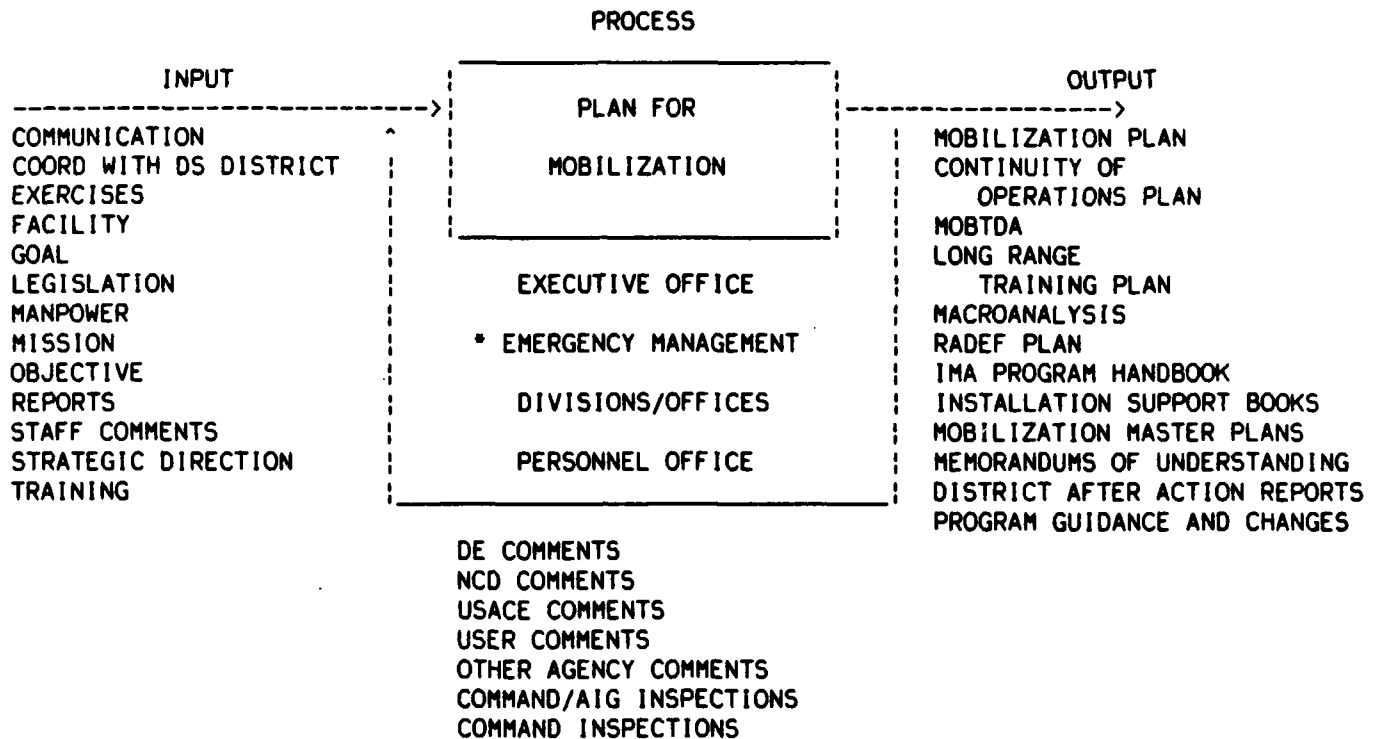 PROCESS
INPUT
PLAN FOR
MOBILIZATION
OUTPUT
COMMUNICATION
COORD WITH DS DISTRICT
EXERCISES
FACILITY
GOAL
LEGISLATION
MANPOWER
MISSION
OBJECTIVE
REPORTS
STAFF COMMENTS
STRATEGIC DIRECTION
TRAINING
EXECUTIVE OFFICE
* EMERGENCY MANAGEMENT
DIVISIONS/OFFICES
PERSONNEL OFFICE
MOBILIZATION PLAN
CONTINUITY OF
OPERATIONS PLAN
MOBTDA
LONG RANGE
TRAINING PLAN
MACROANALYSIS
RADEF PLAN
IMA PROGRAM HANDBOOK
INSTALLATION SUPPORT BOOKS
MOBILIZATION MASTER PLANS
MEMORANDUMS OF UNDERSTANDING
DISTRICT AFTER ACTION REPORTS
PROGRAM GUIDANCE AND CHANGES
DE COMMENTS
NCD COMMENTS
USACE COMMENTS
USER COMMENTS
OTHER AGENCY COMMENTS
COMMAND/AIG INSPECTIONS
COMMAND INSPECTIONS